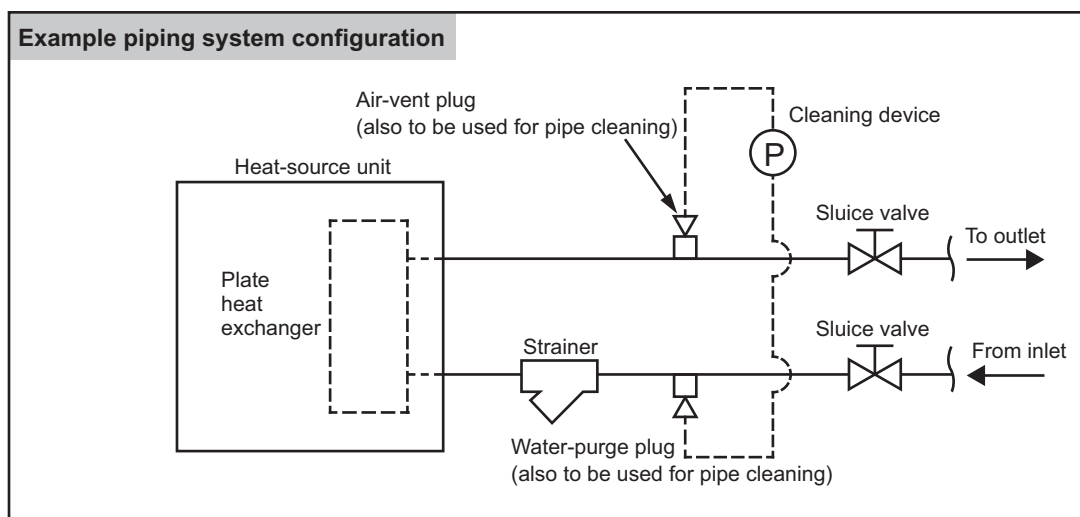 Example piping system configuration
Air-vent plug
(also to be used for pipe cleaning)
Cleaning device
P
Heat-source unit
Sluice valve
To outlet
Plate
heat
exchanger
Sluice valve
Strainer
From inlet
Water-purge plug
(also to be used for pipe cleaning)